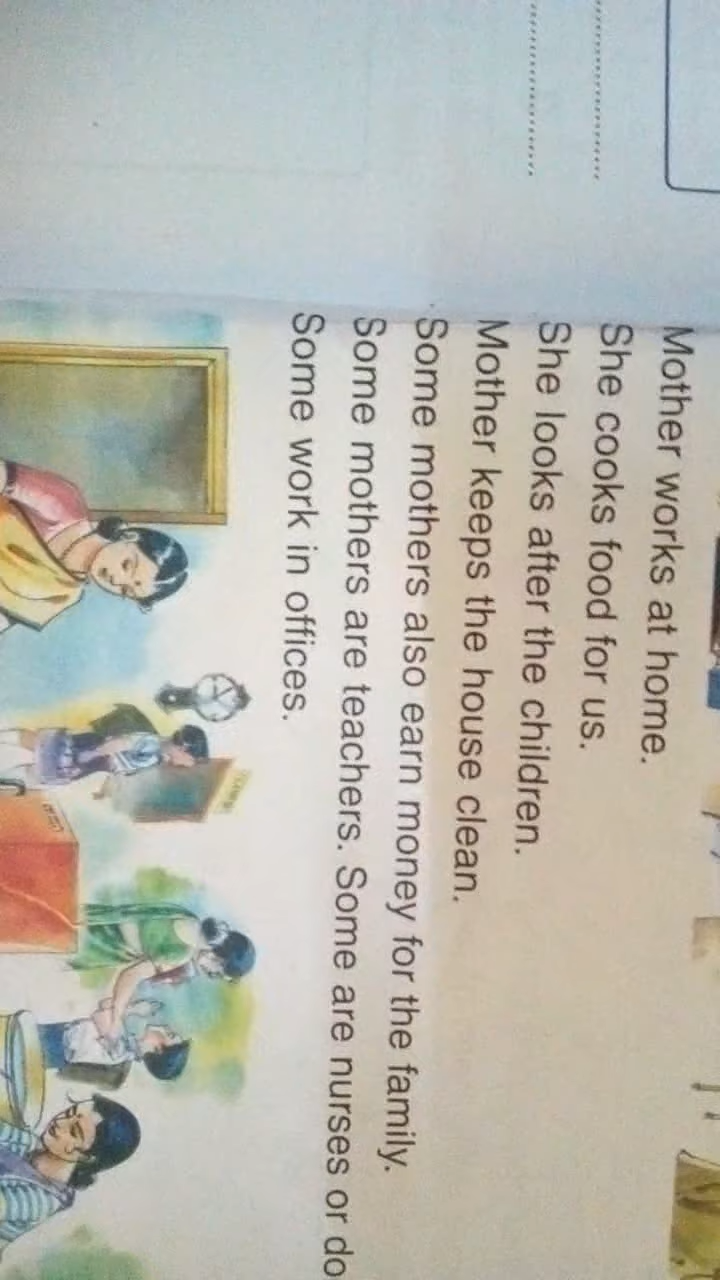 Mother works at home.
She cooks food for us.
She looks after the children.
Mother keeps the house clean.
Some mothers also earn money for the family.
Some mothers are teachers. Some are nurses or do
Some work in offices.